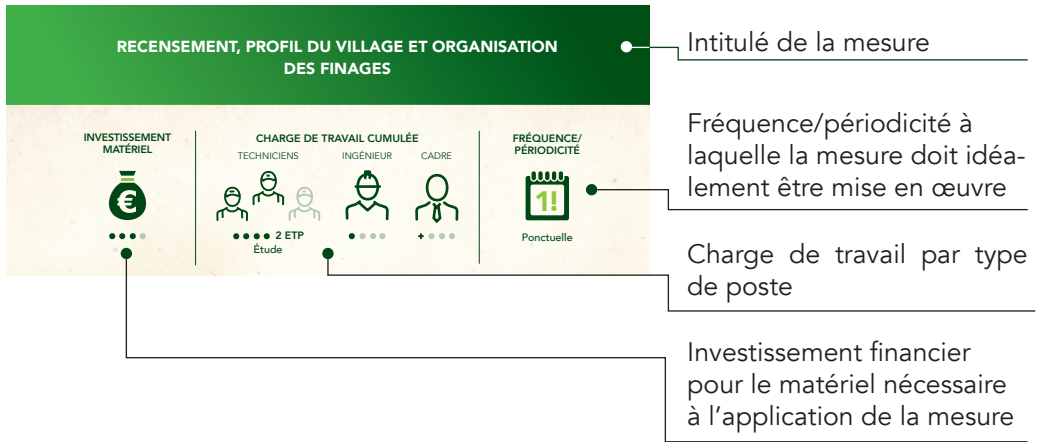 RECENSEMENT, PROFIL DU VILLAGE ET ORGANISATION
DES FINAGES
Intitulé de la mesure
INVESTISSEMENT
MATÉRIEL
€
CHARGE DE TRAVAIL CUMULÉE
TECHNICIENS
INGÉNIEUR
CADRE
2 ETP
Étude
+
FRÉQUENCE/
PÉRIODICITÉ
1!
Ponctuelle
Fréquence/périodicité à
laquelle la mesure doit idéa-
lement être mise en œuvre
Charge de travail par type
de poste
Investissement financier
pour le matériel nécessaire
à l’application de la mesure